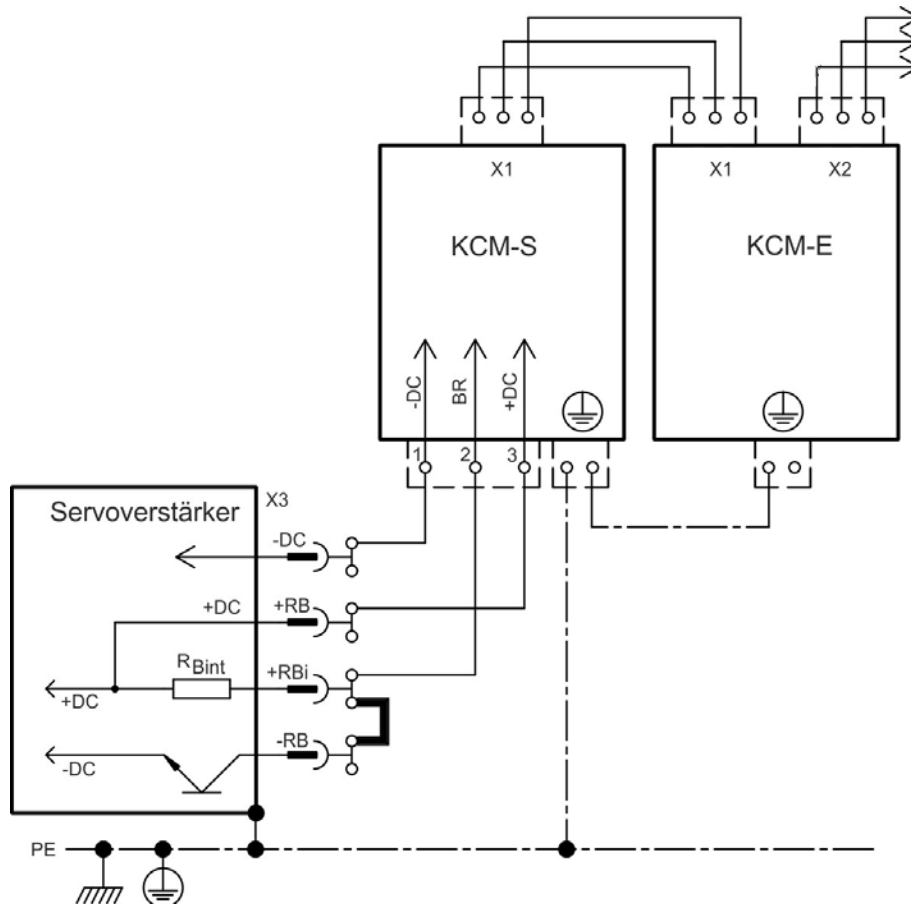 X1
X1
X2
KCM-S
KCM-E
-DC
BR
+DC
1
2
3
Servoverstärker
X3
-DC
+DC
+RB
RBint
+RBi
+DC
-RB
-DC
PE